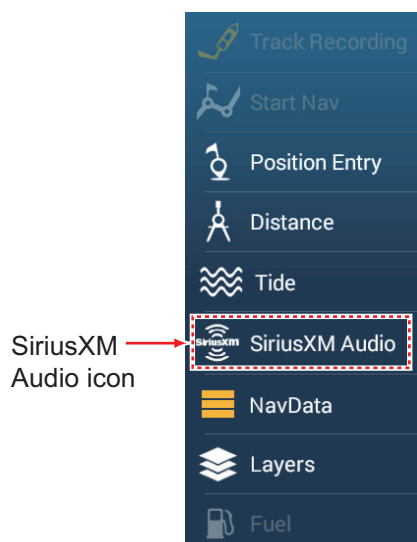 Track Recording
Start Nav
Position Entry
Distance
Tide
SiriusXM
Audio icon
SiriusXm
SiriusXM Audio
NavData
Layers
Fuel